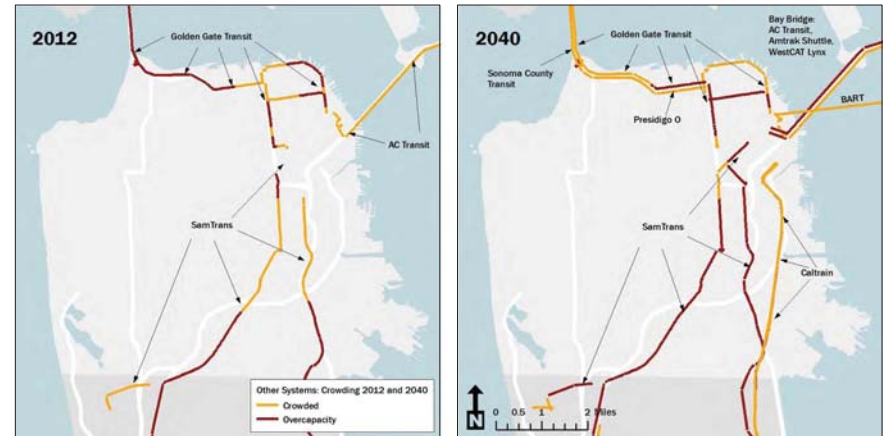 2012
Golden Gate Transit
AC Transit
SamTrans
Other Systems: Crowding 2012 and 2040
Crowded
Overcapacity
2040
Golden Gate Transit
Bay Bridge:
AC Transit,
Amtrak Shuttle,
WestCAT Lynx
Sonoma County
Transit
BART
Presidigo O
SamTrans
Caltrain
N
0 0.5 1 2 Miles